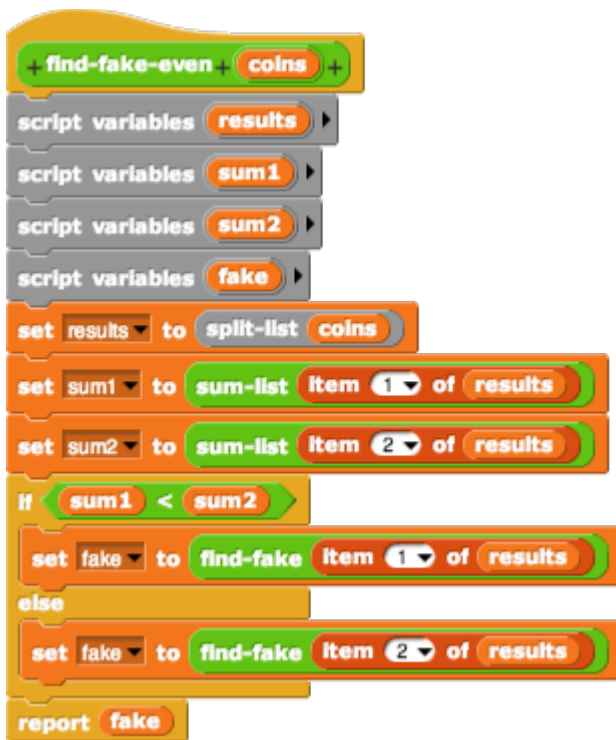 + find-fake-even + coins +
script variables results
script variables sum1
script variables sum2
script variables fake
set results to split-list coins
set sum1 to sum-list item 1 of results
set sum2 to sum-list item 2 of results
if sum1 < sum2
set fake to find-fake item 1 of results
else
set fake to find-fake item 2 of results
report fake